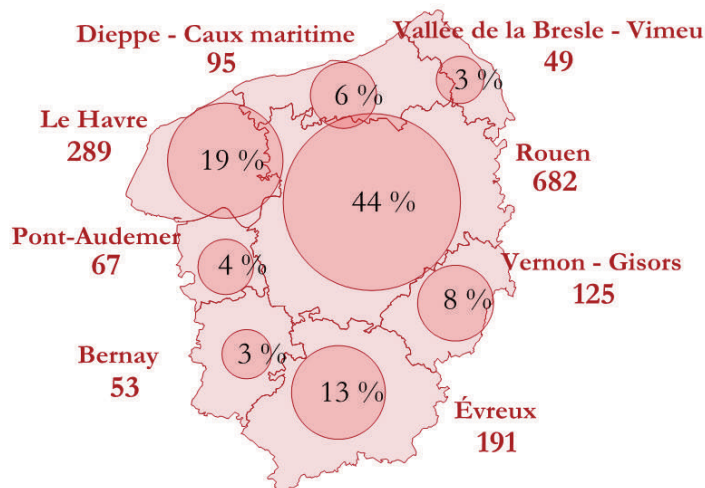 Dieppe - Caux maritime
95
Vallée de la Bresle - Vimeu
49
3 %
6 %
Le Havre
289
19 %
Rouen
682
44 %
Pont-Audemer
67
4 %
Vernon - Gisors
125
8 %
Bernay
53
3 %
13 %
Évreux
191